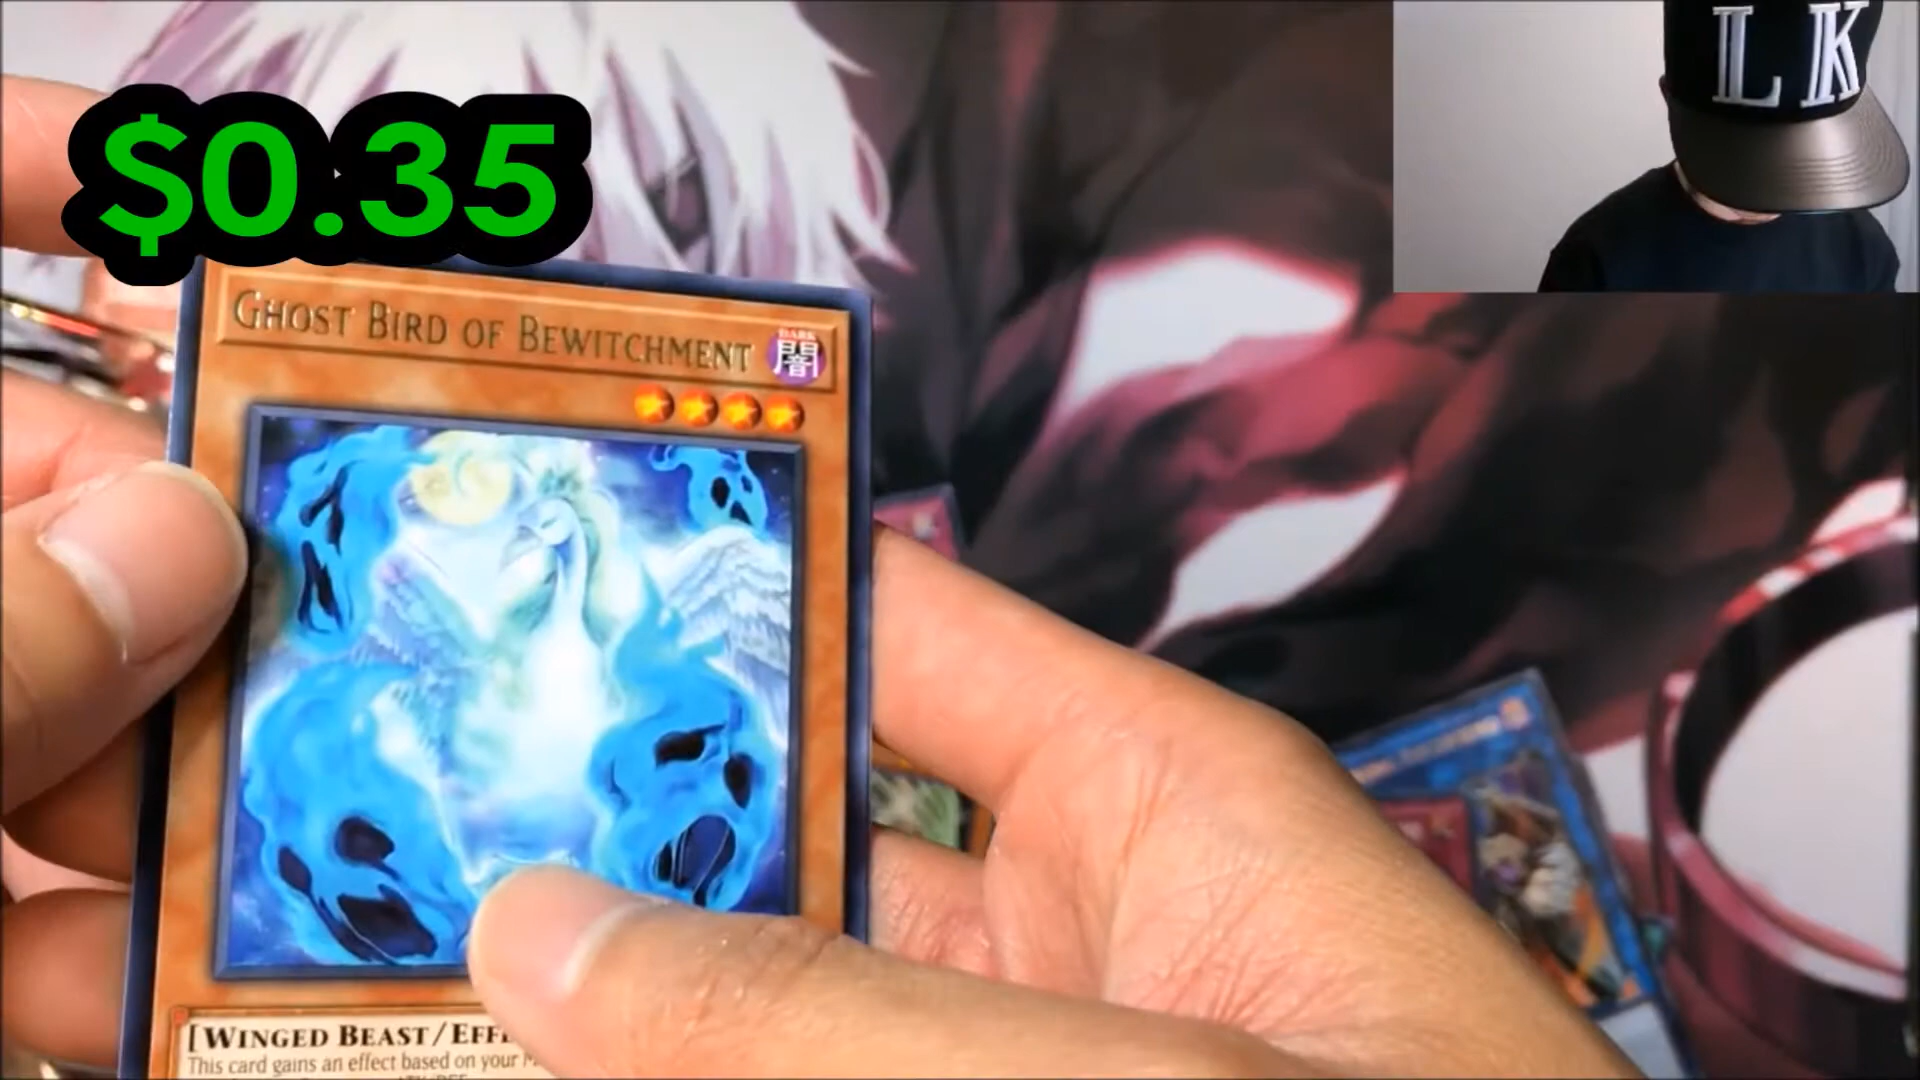 LK
$0.35
GHOST BIRD OF BEWITCHMENT
DARK
闇
[WINGED BEAST/EFF
This card gains an effect based on your